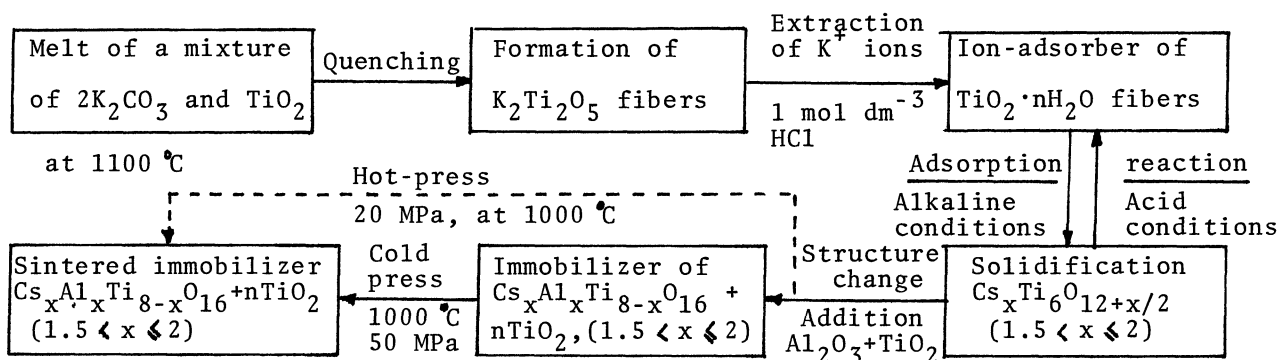 Melt of a mixture
of 2K₂CO₃ and TiO₂
at 1100 °C
Quenching
Formation of
K₂Ti₂O₅ fibers
Extraction
of K⁺ ions
1 mol dm⁻³
HCl
Ion-adsorber of
TiO₂·nH₂O fibers
Adsorption
Alkaline
conditions
reaction
Acid
conditions
Solidification
CsₓTi₆O₁₂₊ₓ/₂
(1.5 < x ≤ 2)
Structure
change
Addition
Al₂O₃+TiO₂
Immobilizer of
CsₓAlₓTi₈₋ₓO₁₆ +
nTiO₂,(1.5 < x ≤ 2)
Hot-press
20 MPa, at 1000 °C
Cold
press
1000 °C
50 MPa
Sintered immobilizer
CsₓAlₓTi₈₋ₓO₁₆+nTiO₂
(1.5 < x ≤ 2)